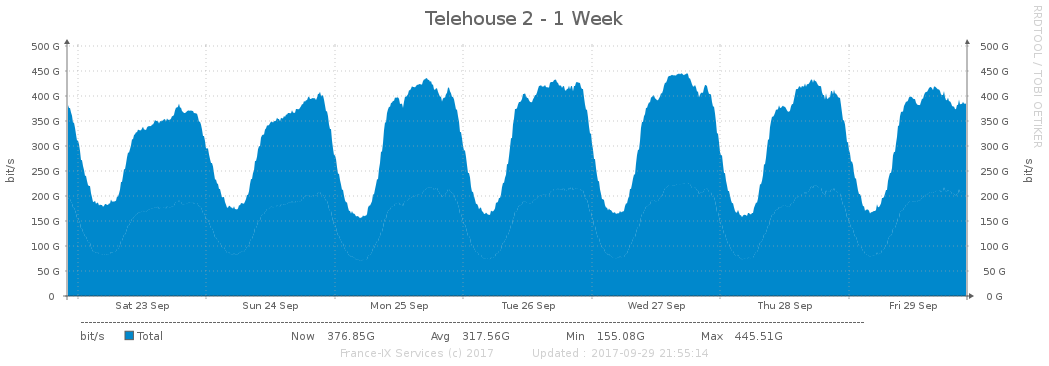 Telehouse 2 - 1 Week
RRDTOOL / TOBI OETIKER
500 G 500 G
450 G 450 G
400 G 400 G
350 G 350 G
300 G 300 G
250 G 250 G
200 G 200 G
150 G 150 G
100 G 100 G
50 G 50 G
0 0 G
bit/s
bit/s
Sat 23 Sep Sun 24 Sep Mon 25 Sep Tue 26 Sep Wed 27 Sep Thu 28 Sep Fri 29 Sep
bit/s Total Now 376.85G Avg 317.56G Min 155.08G Max 445.51G
France-IX Services (c) 2017 Updated : 2017-09-29 21:55:14